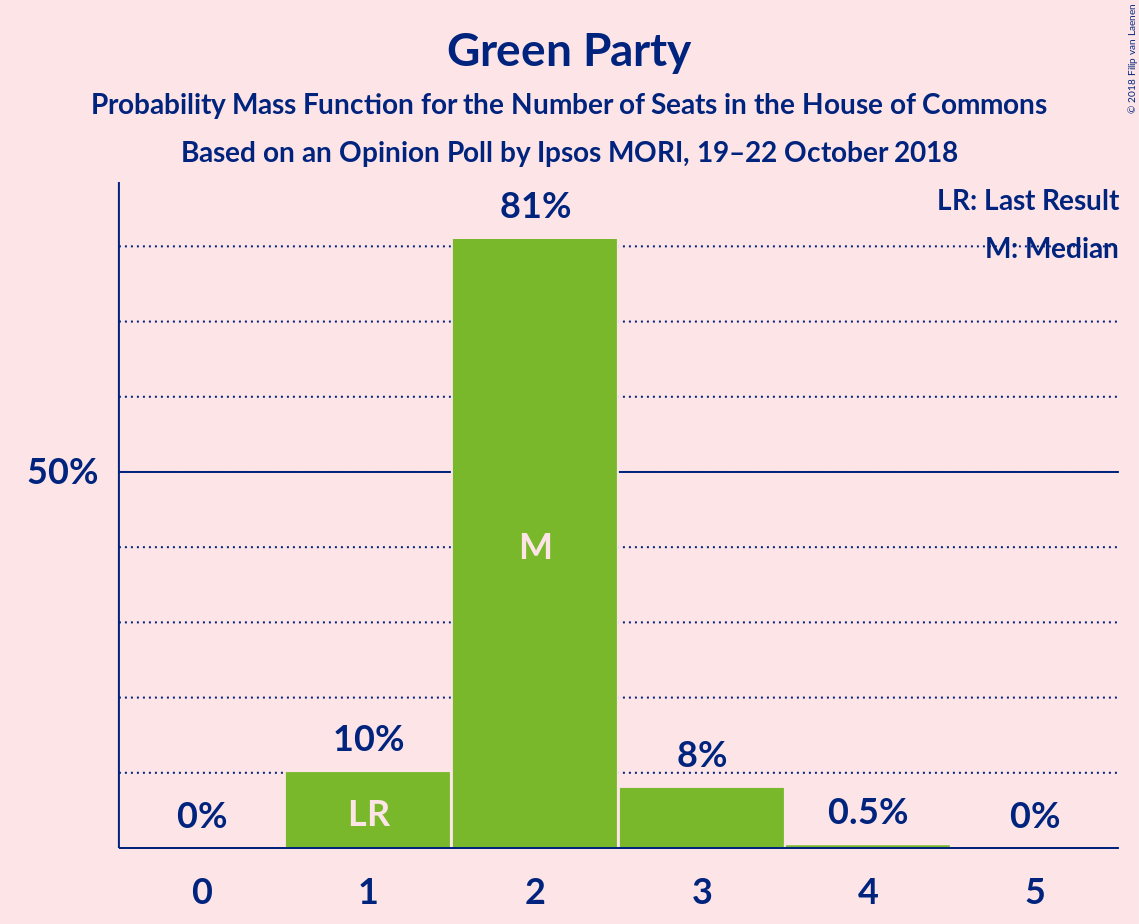 Green Party
Probability Mass Function for the Number of Seats in the House of Commons
Based on an Opinion Poll by Ipsos MORI, 19–22 October 2018
© 2018 Filip van Laenen
LR: Last Result
M: Median
81%
50%
M
10%
8%
0%
LR
0.5%
0%
0 1 2 3 4 5